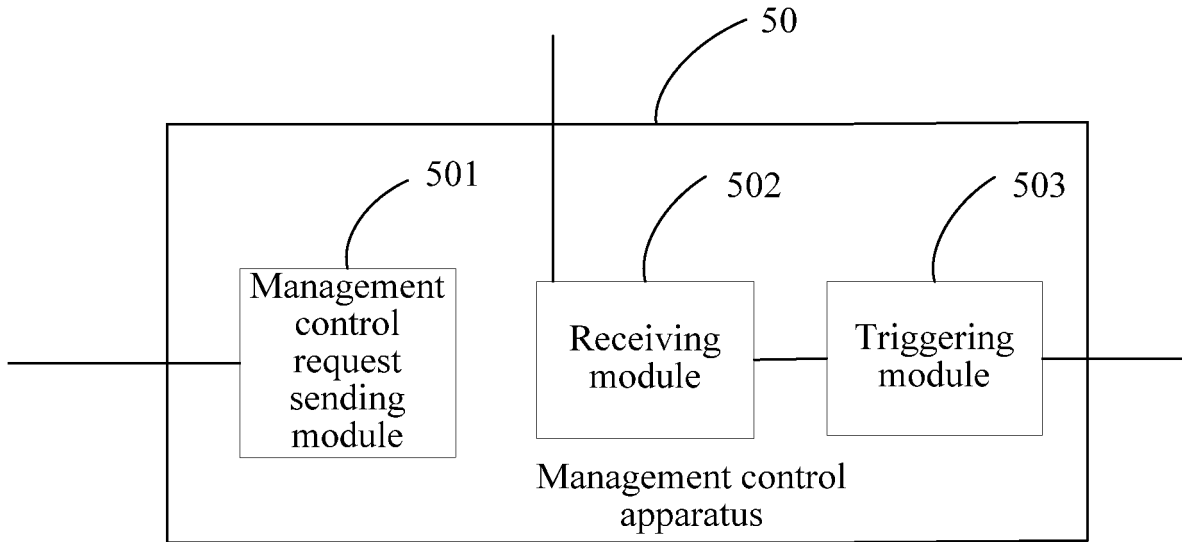 50
501
502
503
Management
control
request
sending
module
Receiving
module
Triggering
module
Management control
apparatus